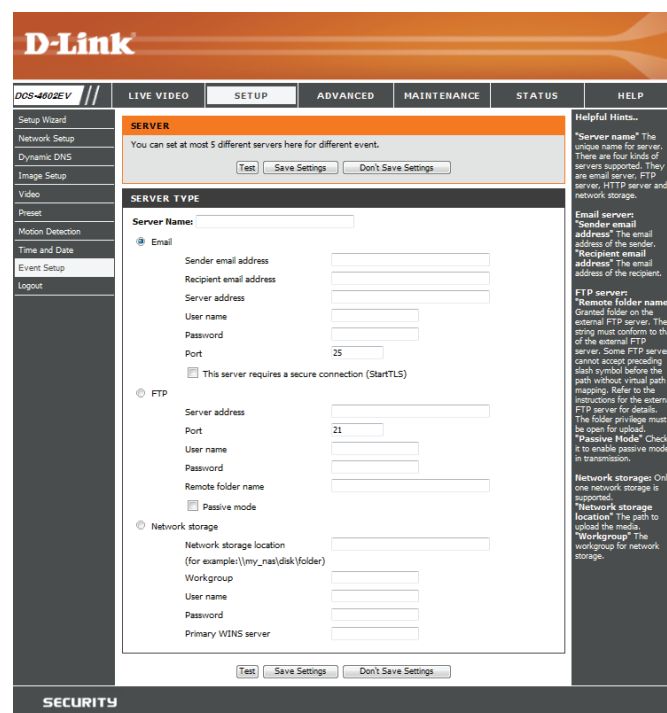 D-Link
DCS-4602EV // LIVE VIDEO SETUP ADVANCED MAINTENANCE STATUS HELP
Setup Wizard
Network Setup
Dynamic DNS
Image Setup
Video
Preset
Motion Detection
Time and Date
Event Setup
Logout
SERVER
You can set at most 5 different servers here for different event.
Test Save Settings Don't Save Settings
SERVER TYPE
Server Name:
Email
Sender email address
Recipient email address
Server address
User name
Password
Port 25
This server requires a secure connection (StartTLS)
FTP
Server address
Port 21
User name
Password
Remote folder name
Passive mode
Network storage
Network storage location
(for example:\\my_nas\disk\folder)
Workgroup
User name
Password
Primary WINS server
Test Save Settings Don't Save Settings
Helpful Hints..
"Server name" The
unique name for server.
There are four kinds of
servers supported. They
are email server, FTP
server, HTTP server and
network storage.
Email server:
"Sender email
address" The email
address of the sender.
"Recipient email
address" The email
address of the recipient.
FTP server:
"Remote folder name
Granted folder on the
external FTP server. The
string must conform to th
of the external FTP
server. Some FTP serve
cannot accept preceding
slash symbol before the
path without virtual path
mapping. Refer to the
instructions for the extern
FTP server for details.
The folder privilege must
be open for upload.
"Passive Mode" Check
it to enable passive mode
in transmission.
Network storage: Onl
one network storage is
supported.
"Network storage
location" The path to
upload the media.
"Workgroup" The
workgroup for network
storage.
SECURITY